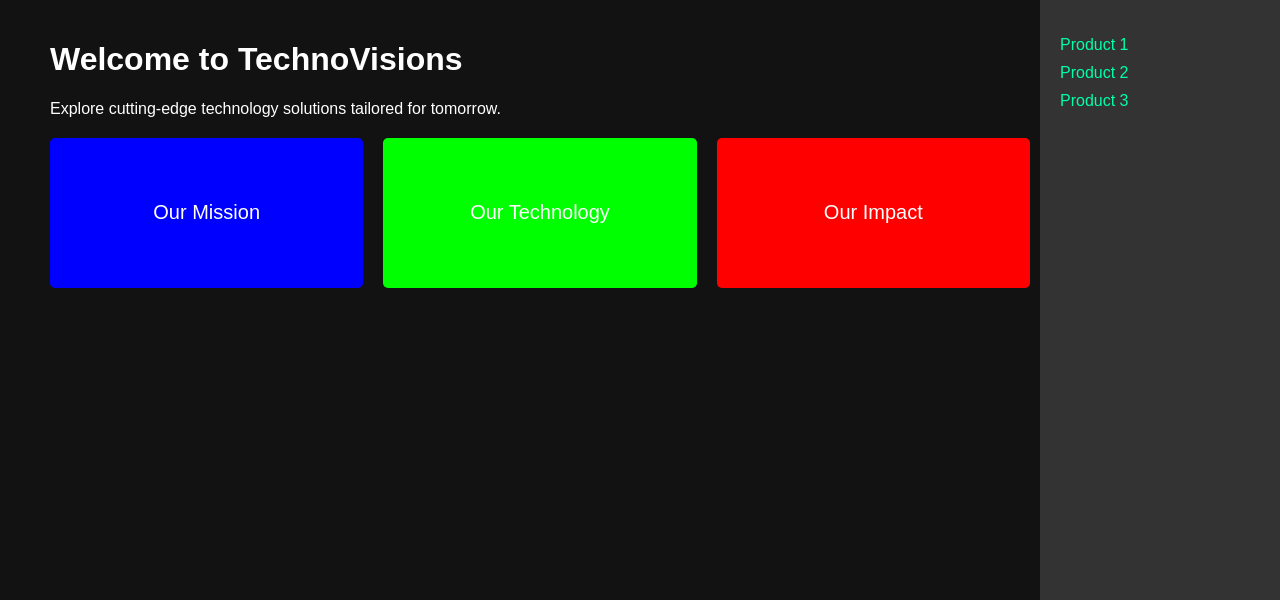 Welcome to TechnoVisions
Explore cutting-edge technology solutions tailored for tomorrow.
Our Mission
Our Technology
Our Impact
Product 1
Product 2
Product 3